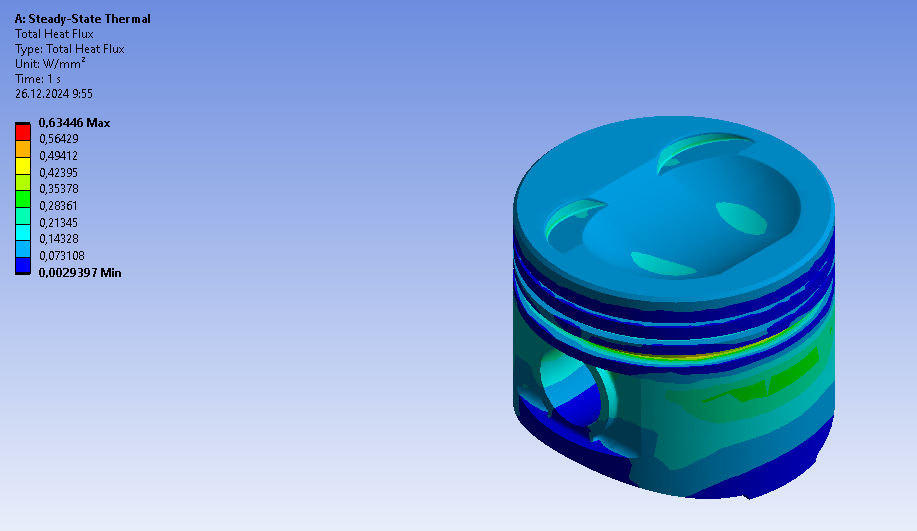 A: Steady-State Thermal
Total Heat Flux
Type: Total Heat Flux
Unit: W/mm²
Time: 1 s
26.12.2024 9:55
0,63446 Max
0,56429
0,49412
0,42395
0,35378
0,28361
0,21345
0,14328
0,073108
0,0029397 Min